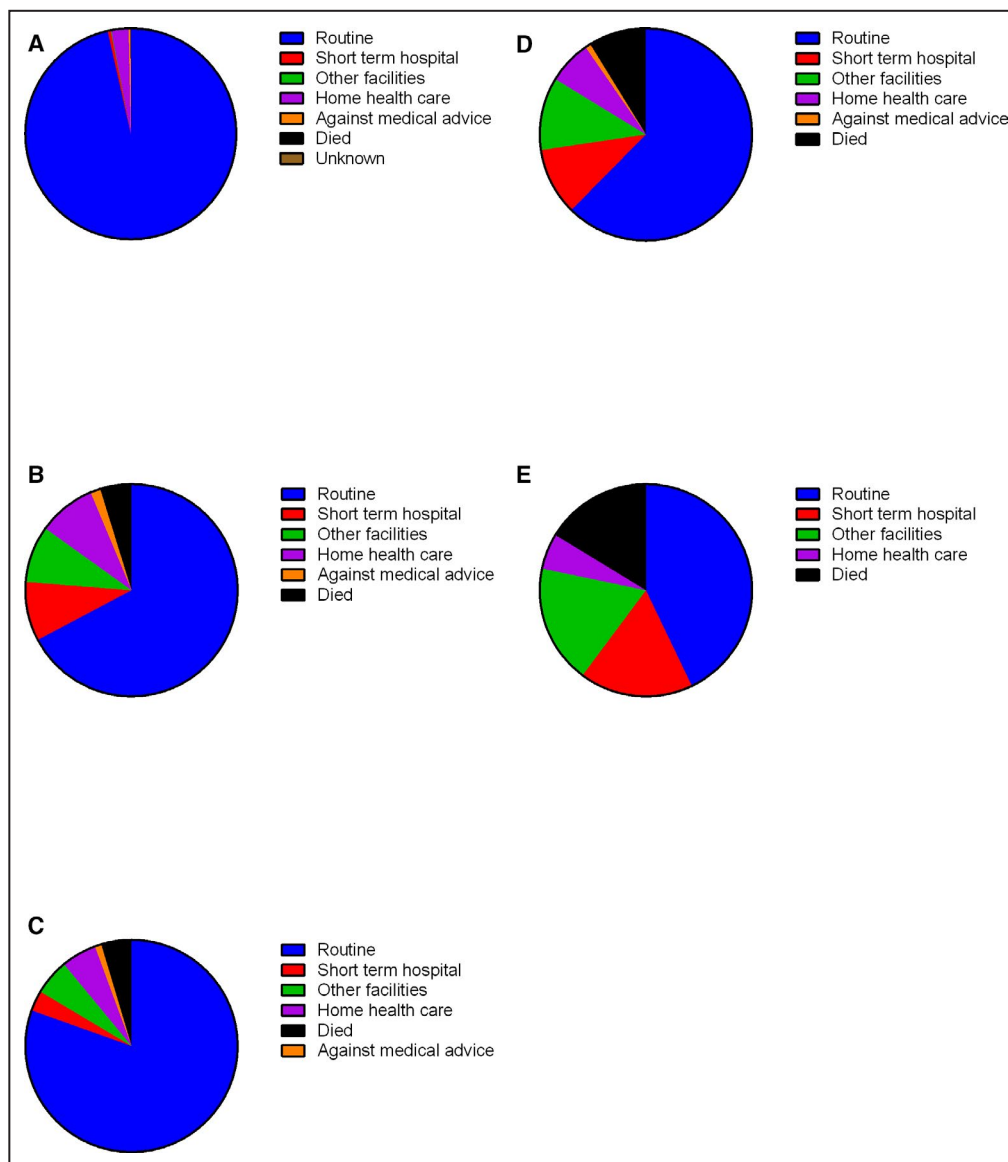 A
Routine
Short term hospital
Other facilities
Home health care
Against medical advice
Died
Unknown
D
Routine
Short term hospital
Other facilities
Home health care
Against medical advice
Died
B
Routine
Short term hospital
Other facilities
Home health care
Against medical advice
Died
E
Routine
Short term hospital
Other facilities
Home health care
Died
C
Routine
Short term hospital
Other facilities
Home health care
Died
Against medical advice